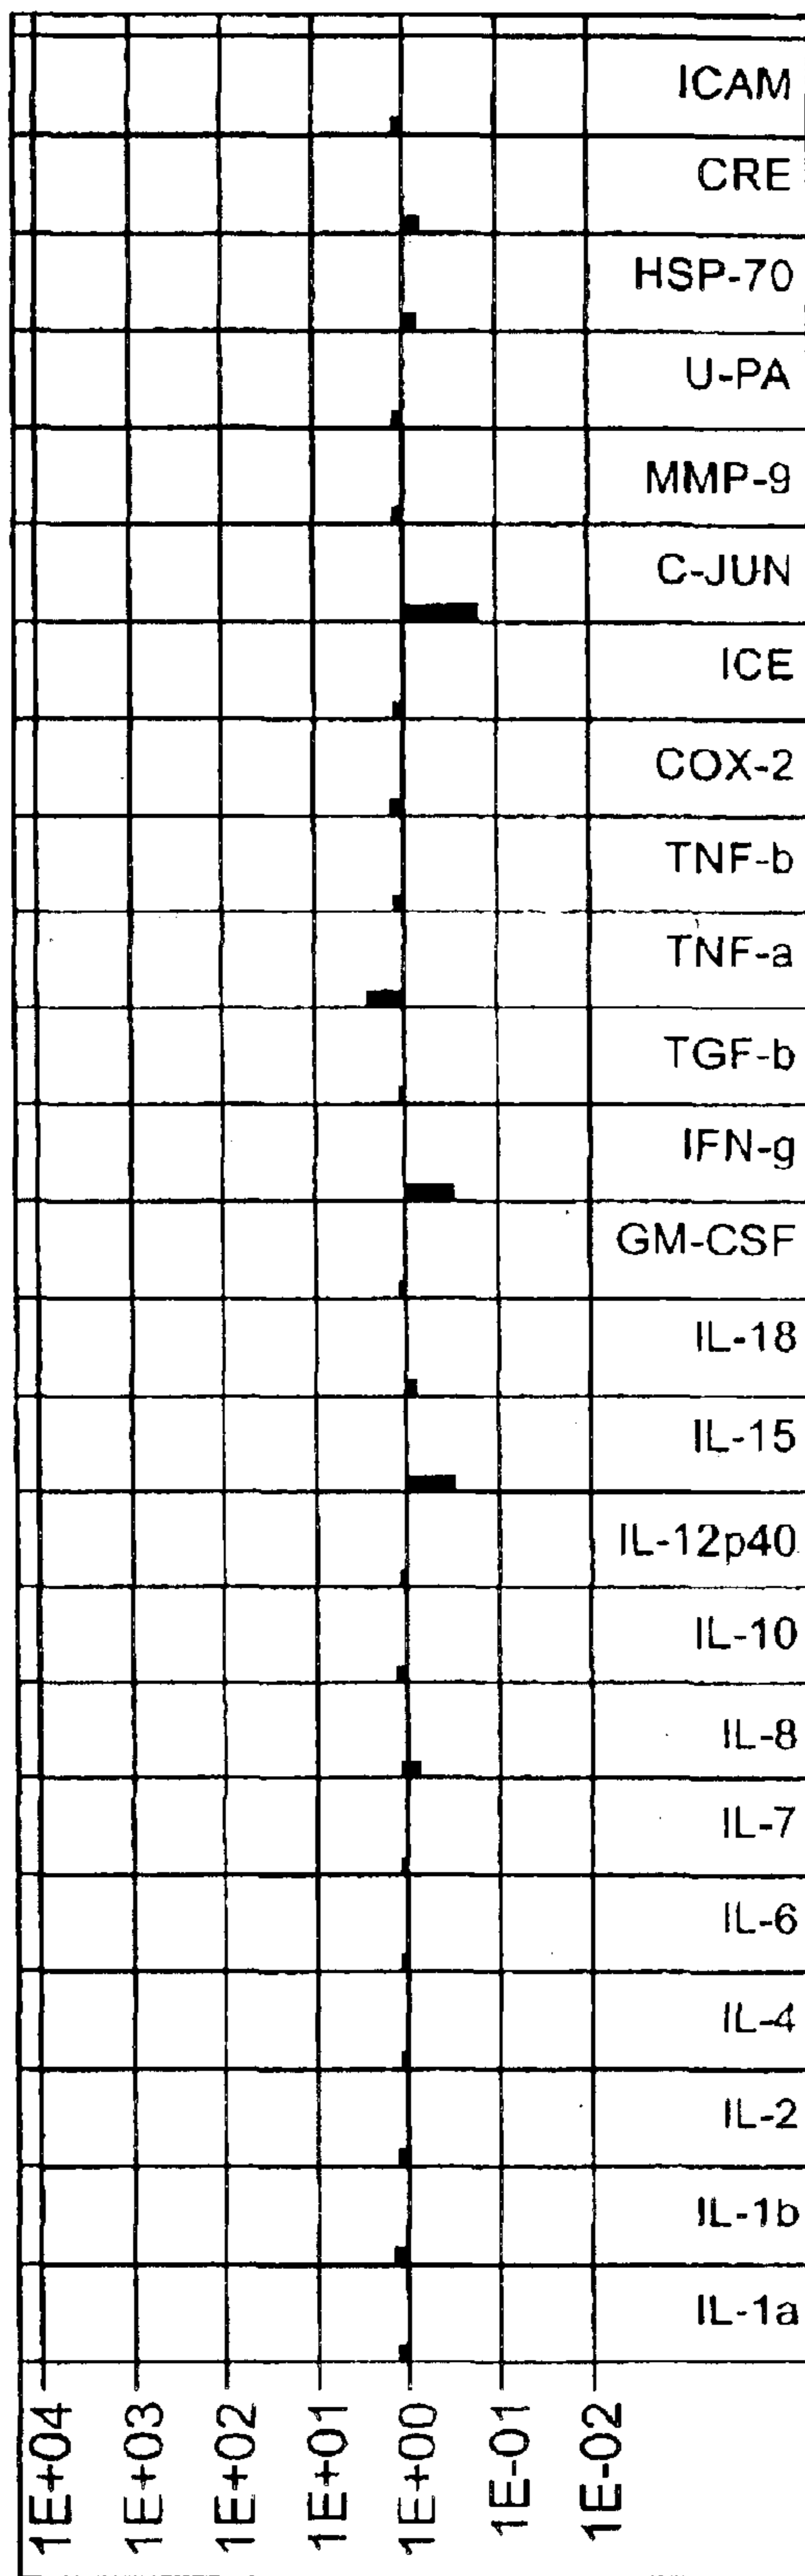 ICAM
CRE
HSP-70
U-PA
MMP-9
C-JUN
ICE
COX-2
TNF-b
TNF-a
TGF-b
IFN-g
GM-CSF
IL-18
IL-15
IL-12p40
IL-10
IL-8
IL-7
IL-6
IL-4
IL-2
IL-1b
IL-1a
1E+04
1E+03
1E+02
1E+01
1E+00
1E-01
1E-02